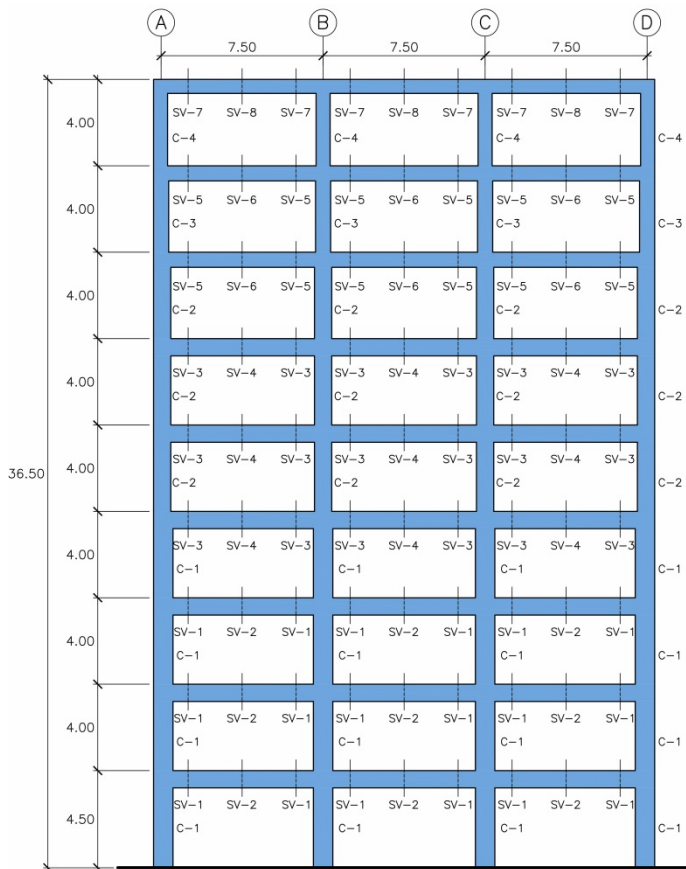 A B C D
7.50 7.50 7.50
4.00
SV-7 SV-8 SV-7 SV-7 SV-8 SV-7 SV-7 SV-8 SV-7
C-4 C-4 C-4 C-4
4.00
SV-5 SV-6 SV-5 SV-5 SV-6 SV-5 SV-5 SV-6 SV-5
C-3 C-3 C-3 C-3
4.00
SV-5 SV-6 SV-5 SV-5 SV-6 SV-5 SV-5 SV-6 SV-5
C-2 C-2 C-2 C-2
4.00
SV-3 SV-4 SV-3 SV-3 SV-4 SV-3 SV-3 SV-4 SV-3
C-2 C-2 C-2 C-2
36.50
4.00
SV-3 SV-4 SV-3 SV-3 SV-4 SV-3 SV-3 SV-4 SV-3
C-2 C-2 C-2 C-2
4.00
SV-3 SV-4 SV-3 SV-3 SV-4 SV-3 SV-3 SV-4 SV-3
C-1 C-1 C-1 C-1
4.00
SV-1 SV-2 SV-1 SV-1 SV-2 SV-1 SV-1 SV-2 SV-1
C-1 C-1 C-1 C-1
4.00
SV-1 SV-2 SV-1 SV-1 SV-2 SV-1 SV-1 SV-2 SV-1
C-1 C-1 C-1 C-1
4.50
SV-1 SV-2 SV-1 SV-1 SV-2 SV-1 SV-1 SV-2 SV-1
C-1 C-1 C-1 C-1